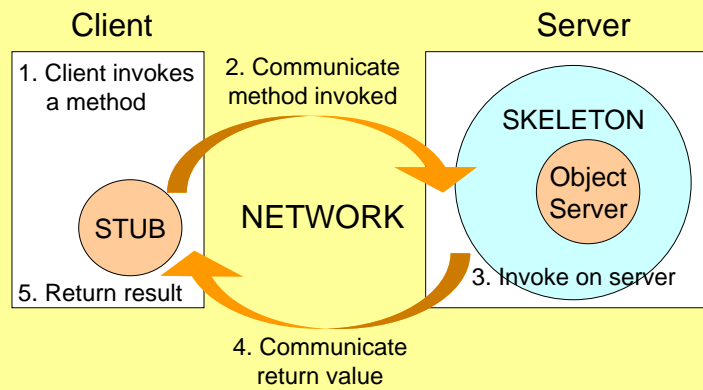 Client
Server
1. Client invokes
a method
2. Communicate
method invoked
SKELETON
Object
Server
STUB
NETWORK
3. Invoke on server
5. Return result
4. Communicate
return value